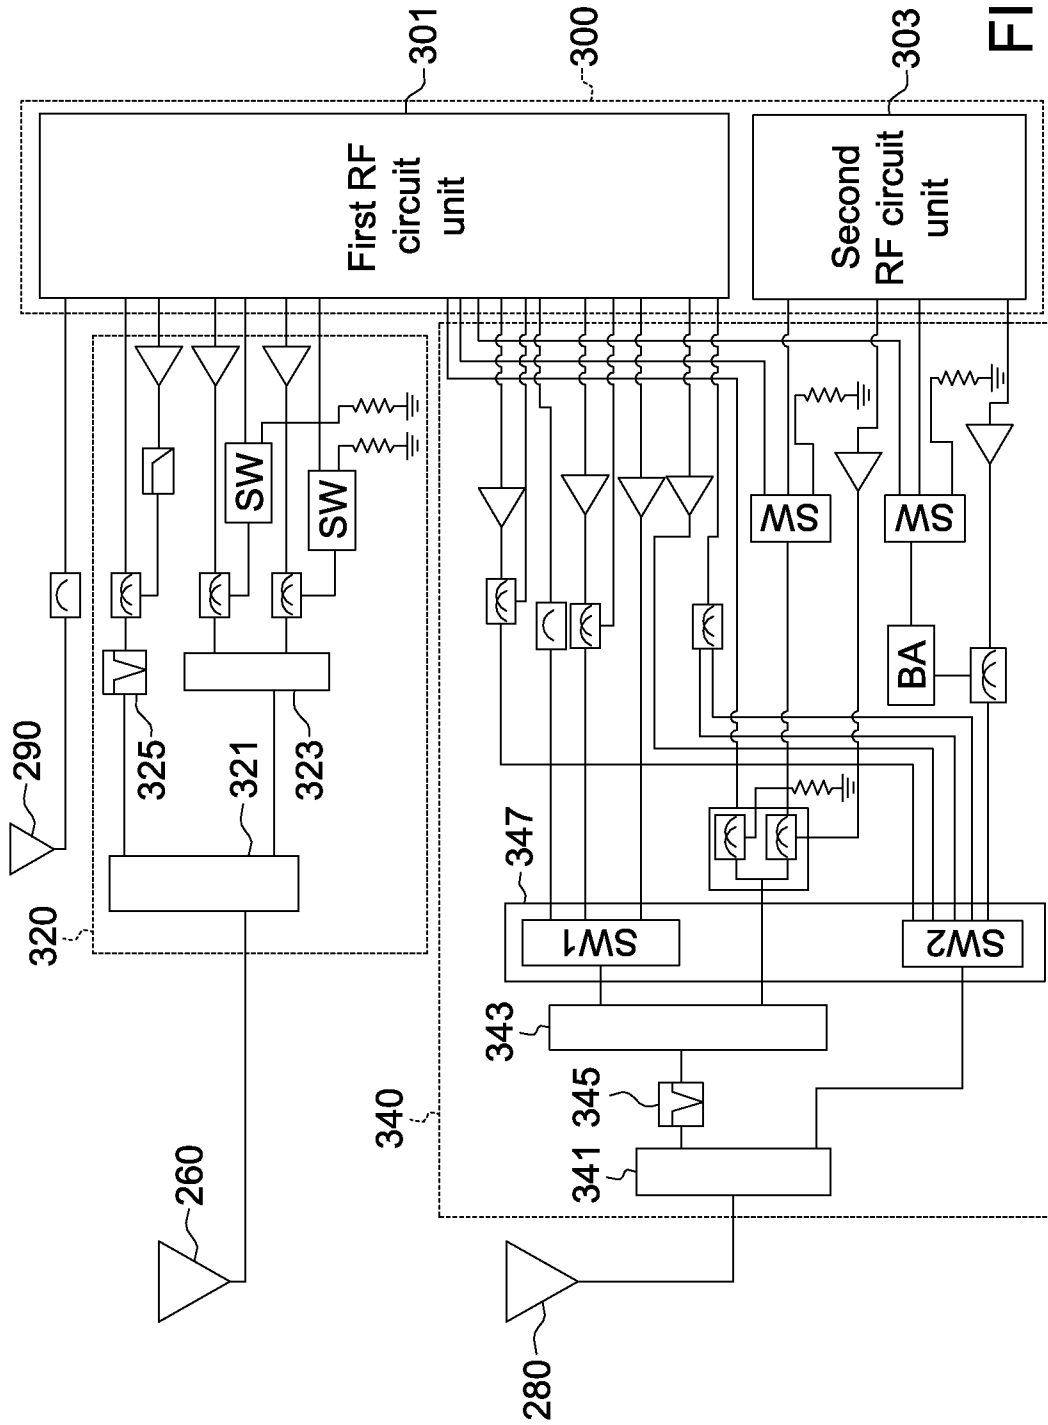 290
260
280
320
325
321
323
340
341
345
343
347
SW
SW
SW1
SW2
SW
SW
BA
First RF
circuit
unit
301
300
Second
RF circuit
unit
303
FI